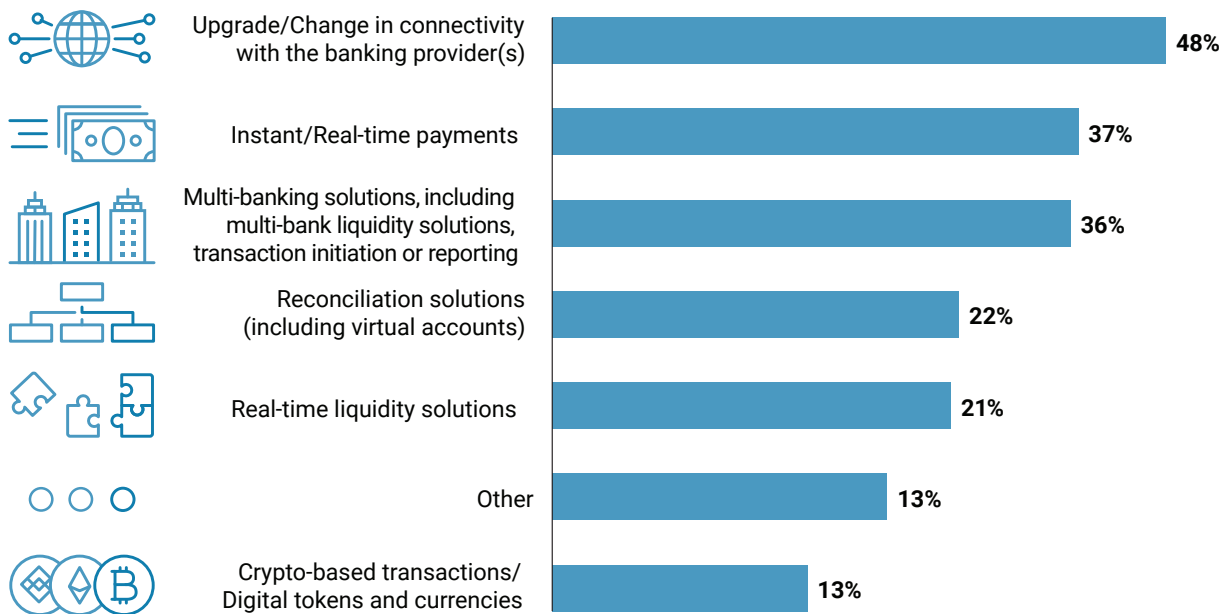 Upgrade/Change in connectivity
with the banking provider(s)
48%
Instant/Real-time payments
37%
Multi-banking solutions, including
multi-bank liquidity solutions,
transaction initiation or reporting
36%
Reconciliation solutions
(including virtual accounts)
22%
Real-time liquidity solutions
21%
Other
13%
Crypto-based transactions/
Digital tokens and currencies
13%